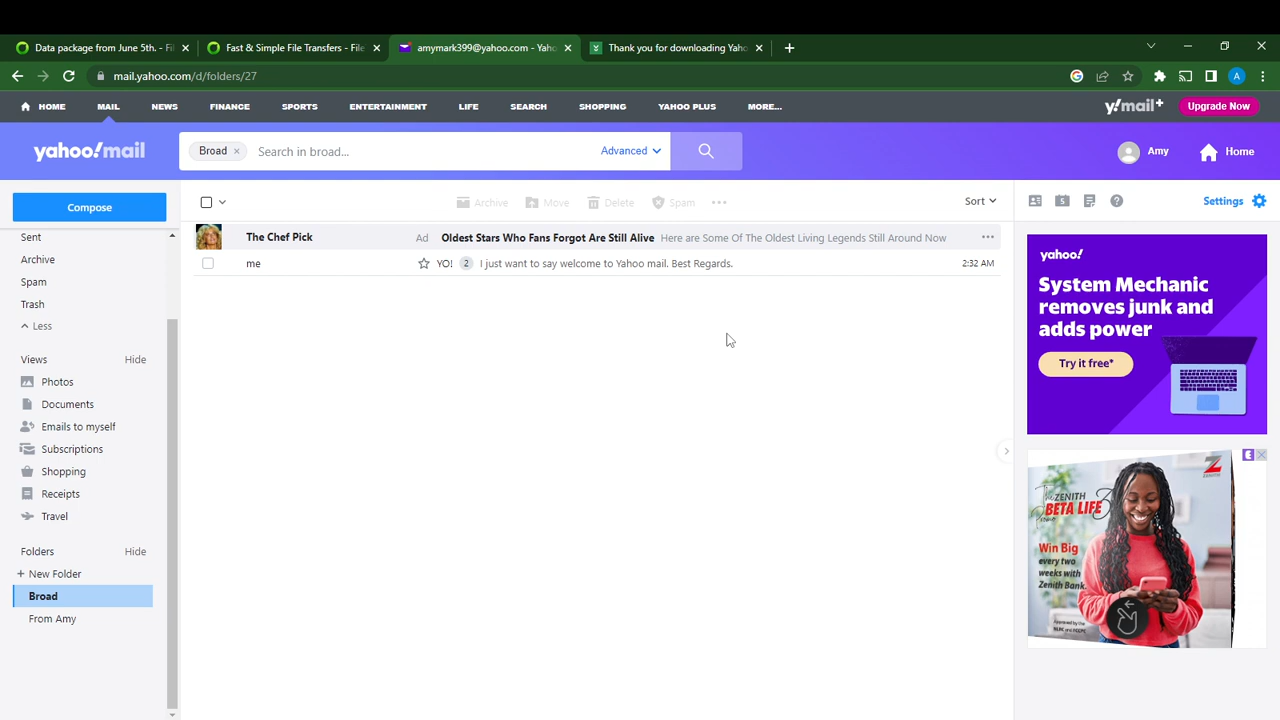 Data package from June 5th. - Fil
Fast & Simple File Transfers - File
amymark399@yahoo.com - Yaho
Thank you for downloading Yaho
mail.yahoo.com/d/folders/27
A
HOME MAIL NEWS FINANCE SPORTS ENTERTAINMENT LIFE SEARCH SHOPPING YAHOO PLUS MORE...
y!mail+ Upgrade Now
yahoo!mail
Broad Search in broad... Advanced
Amy Home
Compose
Archive Move Delete Spam
Sort
Settings
Sent
Archive
Spam
Trash
Less
Views Hide
Photos
Documents
Emails to myself
Subscriptions
Shopping
Receipts
Travel
Folders Hide
New Folder
Broad
From Amy
The Chef Pick Ad Oldest Stars Who Fans Forgot Are Still Alive Here are Some Of The Oldest Living Legends Still Around Now
me YO! 2 I just want to say welcome to Yahoo mail. Best Regards. 2:32 AM
yahoo!
System Mechanic
removes junk and
adds power
Try it free*
The ZENITH
BETA LIFE
Promo
ZENITH
Win Big
every two
weeks with
Zenith Bank.